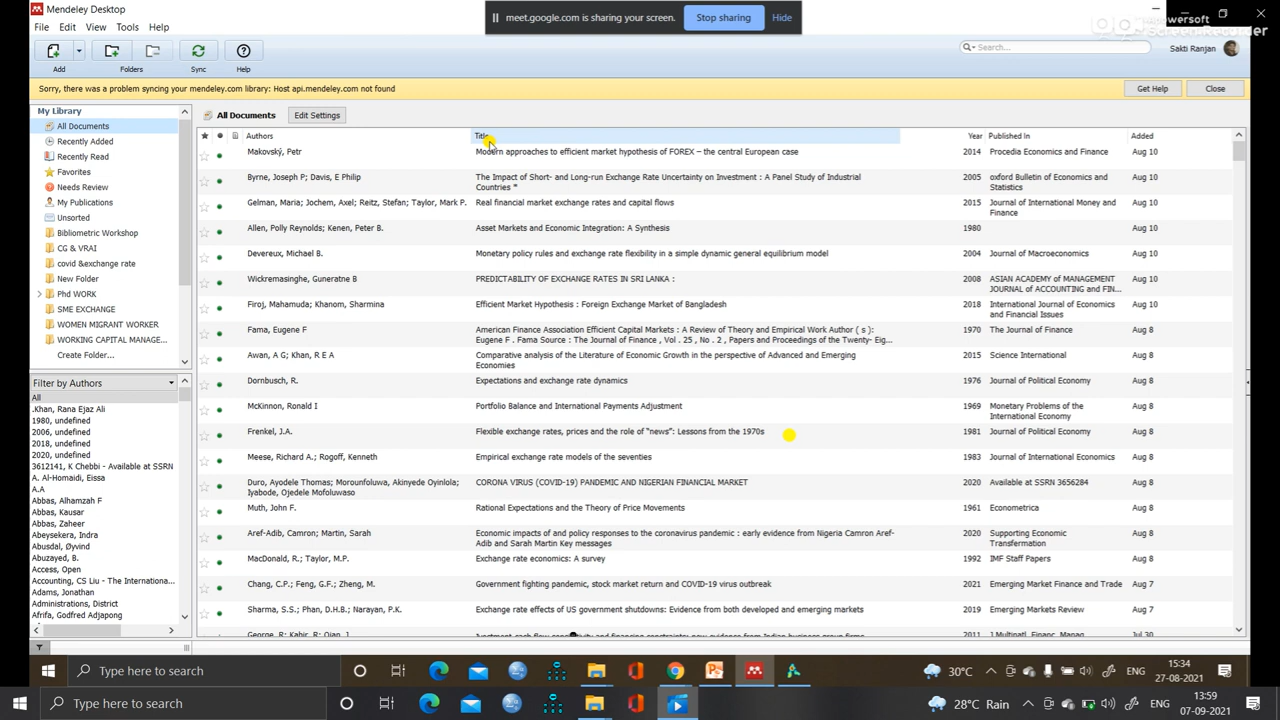 Mendeley Desktop
meet.google.com is sharing your screen.
Stop sharing
Hide
File Edit View Tools Help
Search...
Sakti Ranjan
Add Folders Sync Help
Sorry, there was a problem syncing your mendeley.com library: Host api.mendeley.com not found
Get Help
Close
My Library
All Documents
Recently Added
Recently Read
Favorites
Needs Review
My Publications
Unsorted
Bibliometric Workshop
CG & VRAI
covid &exchange rate
New Folder
Phd WORK
SME EXCHANGE
WOMEN MIGRANT WORKER
WORKING CAPITAL MANAGE...
Create Folder...
Filter by Authors
All
.Khan, Rana Ejaz Ali
1980, undefined
2006, undefined
2018, undefined
2020, undefined
3612141, K Chebbi - Available at SSRN
A. Al-Homaidi, Eissa
A.A
Abbas, Alhamzah F
Abbas, Kausar
Abbas, Zaheer
Abeysekera, Indra
Abusdal, Øyvind
Abuzayed, B.
Access, Open
Accounting, CS Liu - The Internationa...
Adams, Jonathan
Administrations, District
Afrifa, Godfred Adjapong
All Documents
Edit Settings
Authors Title Year Published In Added
Makovský, Petr Modern approaches to efficient market hypothesis of FOREX – the central European case 2014 Procedia Economics and Finance Aug 10
Byrne, Joseph P; Davis, E Philip The Impact of Short- and Long-run Exchange Rate Uncertainty on Investment : A Panel Study of Industrial 2005 oxford Bulletin of Economics and Aug 10
Countries * Statistics
Gelman, Maria; Jochem, Axel; Reitz, Stefan; Taylor, Mark P. Real financial market exchange rates and capital flows 2015 Journal of International Money and Aug 10
Finance
Allen, Polly Reynolds; Kenen, Peter B. Asset Markets and Economic Integration: A Synthesis 1980 Aug 10
Devereux, Michael B. Monetary policy rules and exchange rate flexibility in a simple dynamic general equilibrium model 2004 Journal of Macroeconomics Aug 10
Wickremasinghe, Guneratne B PREDICTABILITY OF EXCHANGE RATES IN SRI LANKA : 2008 ASIAN ACADEMY of MANAGEMENT Aug 10
JOURNAL of ACCOUNTING and FIN...
Firoj, Mahamuda; Khanom, Sharmina Efficient Market Hypothesis : Foreign Exchange Market of Bangladesh 2018 International Journal of Economics Aug 10
and Financial Issues
Fama, Eugene F American Finance Association Efficient Capital Markets : A Review of Theory and Empirical Work Author ( s ): 1970 The Journal of Finance Aug 8
Eugene F . Fama Source : The Journal of Finance , Vol . 25 , No . 2 , Papers and Proceedings of the Twenty- Eig...
Awan, A G; Khan, R E A Comparative analysis of the Literature of Economic Growth in the perspective of Advanced and Emerging 2015 Science International Aug 8
Economies
Dornbusch, R. Expectations and exchange rate dynamics 1976 Journal of Political Economy Aug 8
McKinnon, Ronald I Portfolio Balance and International Payments Adjustment 1969 Monetary Problems of the Aug 8
International Economy
Frenkel, J.A. Flexible exchange rates, prices and the role of "news": Lessons from the 1970s 1981 Journal of Political Economy Aug 8
Meese, Richard A.; Rogoff, Kenneth Empirical exchange rate models of the seventies 1983 Journal of International Economics Aug 8
Duro, Ayodele Thomas; Morounfoluwa, Akinyede Oyinlola; CORONA VIRUS (COVID-19) PANDEMIC AND NIGERIAN FINANCIAL MARKET 2020 Available at SSRN 3656284 Aug 8
Iyabode, Ojedele Mofoluwaso
Muth, John F. Rational Expectations and the Theory of Price Movements 1961 Econometrica Aug 8
Aref-Adib, Camron; Martin, Sarah Economic impacts of and policy responses to the coronavirus pandemic : early evidence from Nigeria Camron Aref- 2020 Supporting Economic Aug 8
Adib and Sarah Martin Key messages Transformation
MacDonald, R.; Taylor, M.P. Exchange rate economics: A survey 1992 IMF Staff Papers Aug 8
Chang, C.P.; Feng, G.F.; Zheng, M. Government fighting pandemic, stock market return and COVID-19 virus outbreak 2021 Emerging Market Finance and Trade Aug 7
Sharma, S.S.; Phan, D.H.B.; Narayan, P.K. Exchange rate effects of US government shutdowns: Evidence from both developed and emerging markets 2019 Emerging Markets Review Aug 7
George, R; Kabir, R; Qian, J Investment-cash flow sensitivity and financing constraints: new evidence from Indian business group firms 2011 J Multinatl. Financ. Manag. Jul 30
Type here to search
30°C
ENG
15:34
27-08-2021
Type here to search
28°C Rain
ENG
13:59
07-09-2021